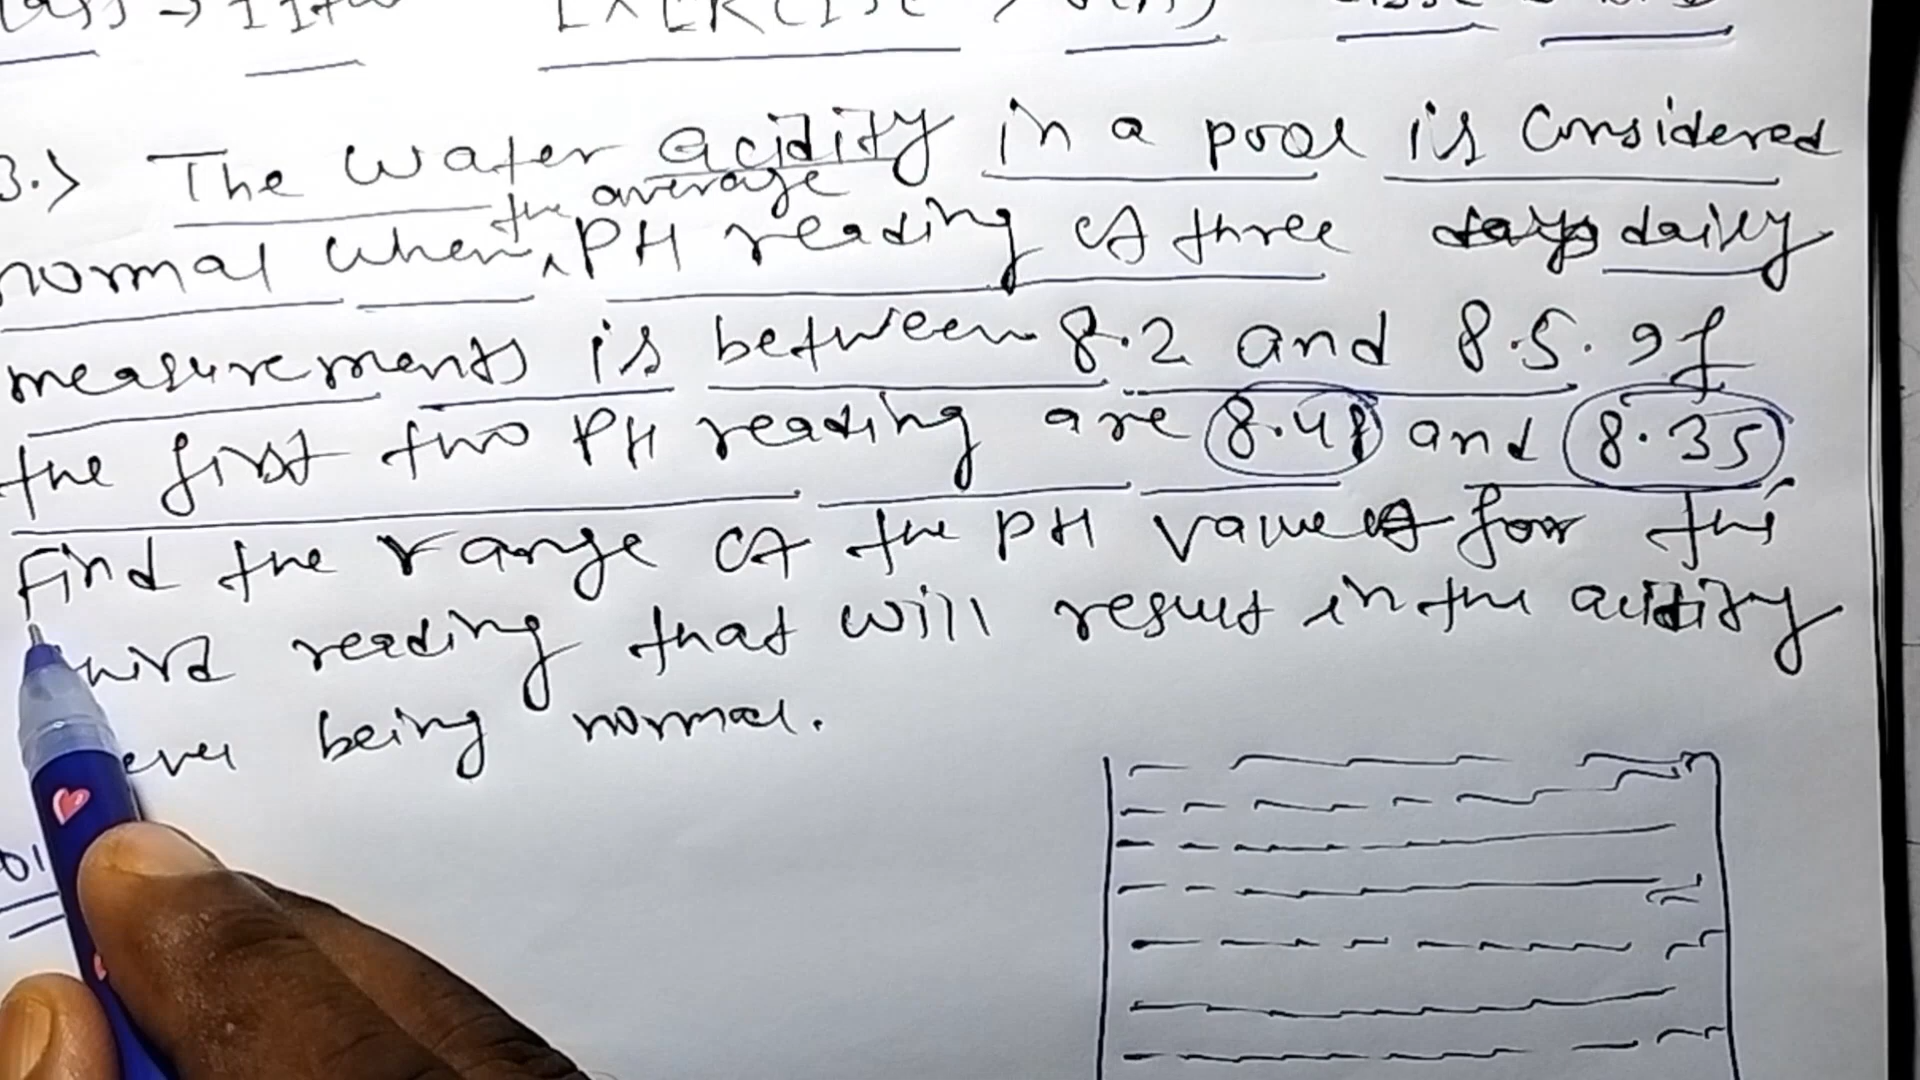 EXERCISE
3.> The water acidity in a pool is considered
the average
normal when ^ PH reading of three days daily
measurements is between 8.2 and 8.5. If
the first two PH reading are 8.48 and 8.35
Find the range of the PH value for the
third reading that will result in the acidity
being normal.